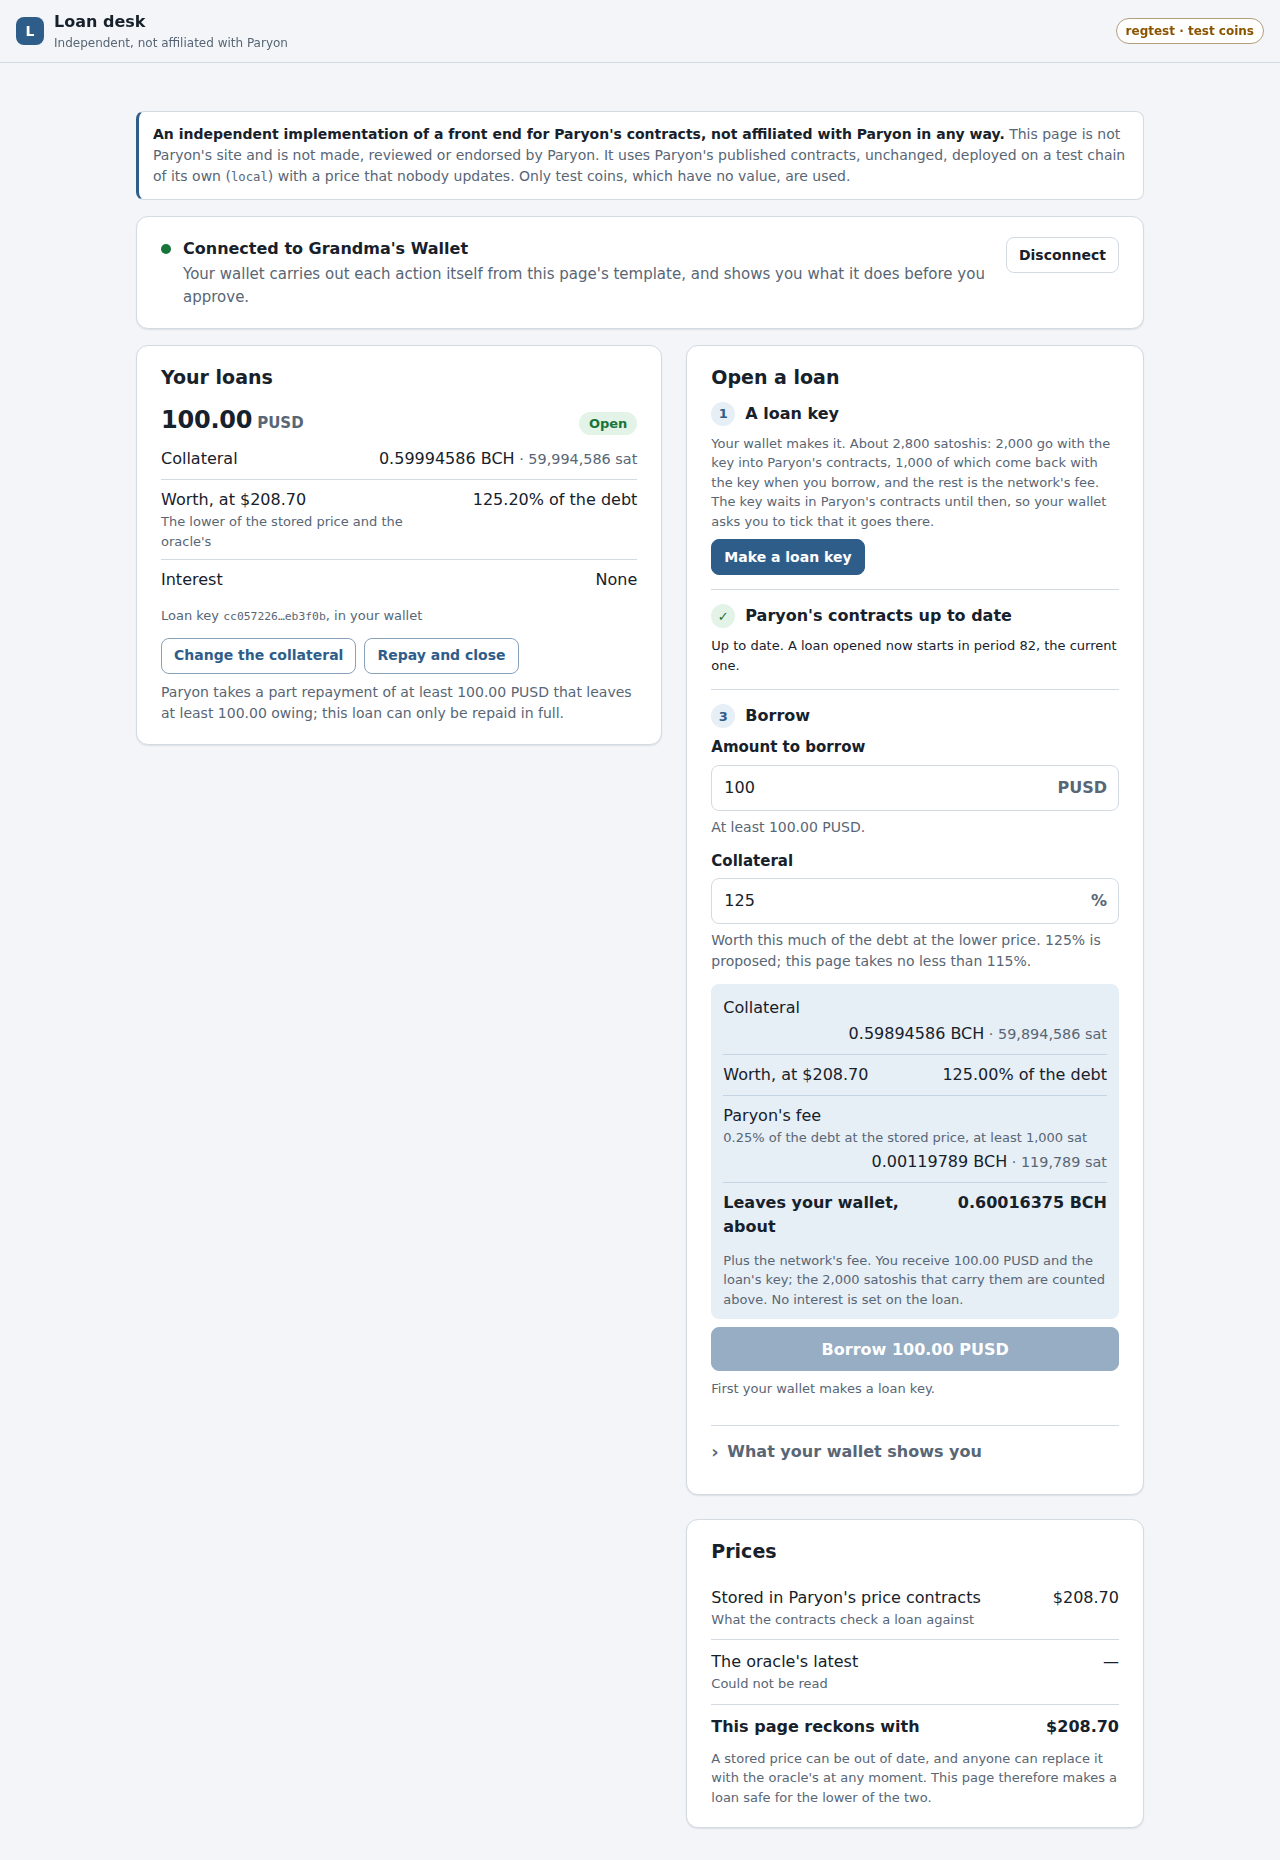 L
Loan desk
Independent, not affiliated with Paryon
regtest · test coins
An independent implementation of a front end for Paryon's contracts, not affiliated with Paryon in any way. This page is not
Paryon's site and is not made, reviewed or endorsed by Paryon. It uses Paryon's published contracts, unchanged, deployed on a test chain
of its own (local) with a price that nobody updates. Only test coins, which have no value, are used.
Connected to Grandma's Wallet
Your wallet carries out each action itself from this page's template, and shows you what it does before you
approve.
Disconnect
Your loans
100.00 PUSD
Open
Collateral 0.59994586 BCH · 59,994,586 sat
Worth, at $208.70 125.20% of the debt
The lower of the stored price and the
oracle's
Interest None
Loan key cc057226…eb3f0b, in your wallet
Change the collateral
Repay and close
Paryon takes a part repayment of at least 100.00 PUSD that leaves
at least 100.00 owing; this loan can only be repaid in full.
Open a loan
1 A loan key
Your wallet makes it. About 2,800 satoshis: 2,000 go with the
key into Paryon's contracts, 1,000 of which come back with
the key when you borrow, and the rest is the network's fee.
The key waits in Paryon's contracts until then, so your wallet
asks you to tick that it goes there.
Make a loan key
✓ Paryon's contracts up to date
Up to date. A loan opened now starts in period 82, the current
one.
3 Borrow
Amount to borrow
100 PUSD
At least 100.00 PUSD.
Collateral
125 %
Worth this much of the debt at the lower price. 125% is
proposed; this page takes no less than 115%.
Collateral
0.59894586 BCH · 59,894,586 sat
Worth, at $208.70 125.00% of the debt
Paryon's fee
0.25% of the debt at the stored price, at least 1,000 sat
0.00119789 BCH · 119,789 sat
Leaves your wallet, 0.60016375 BCH
about
Plus the network's fee. You receive 100.00 PUSD and the
loan's key; the 2,000 satoshis that carry them are counted
above. No interest is set on the loan.
Borrow 100.00 PUSD
First your wallet makes a loan key.
› What your wallet shows you
Prices
Stored in Paryon's price contracts $208.70
What the contracts check a loan against
The oracle's latest —
Could not be read
This page reckons with $208.70
A stored price can be out of date, and anyone can replace it
with the oracle's at any moment. This page therefore makes a
loan safe for the lower of the two.